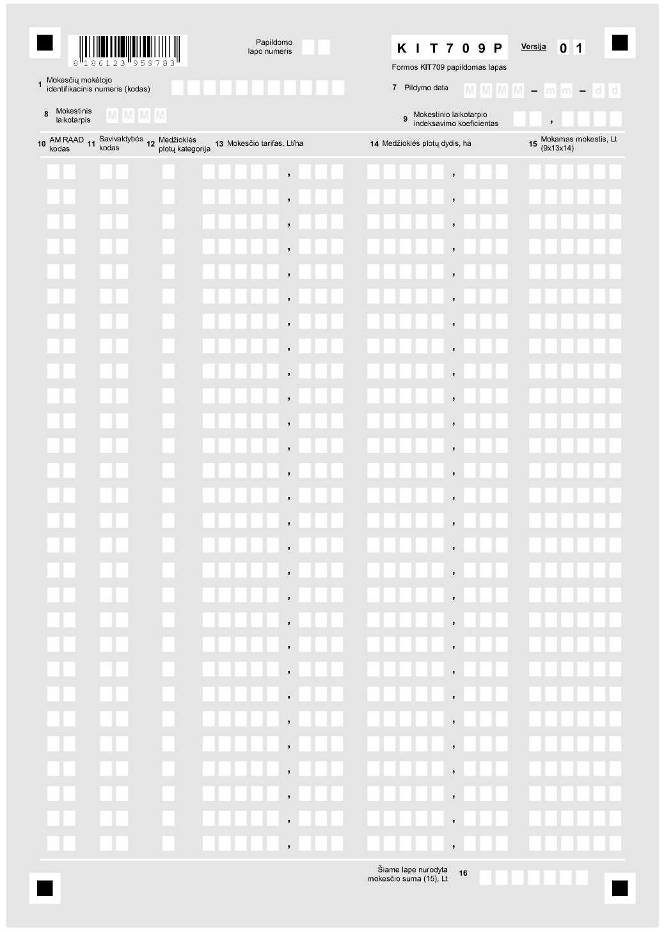 Papildomo
lapo numeris
K I T 7 0 9 P
Versija 0 1
Formos KIT709 papildomas lapas
1 Mokesčių mokėtojo
identifikacinis numeris (kodas)
7 Pildymo data M M M M – m m – d d
8 Mokestinis
laikotarpis
M M M M
9 Mokestinio laikotarpio
indeksavimo koeficientas ,
10 AM RAAD
kodas
11 Savivaldybės
kodas
12 Medžioklės
plotų kategorija
13 Mokesčio tarifas, Lt/ha
14 Medžioklės plotų dydis, ha
15 Mokamas mokestis, Lt
(9x13x14)
Šiame lape nurodyta
mokesčio suma (15), Lt
16